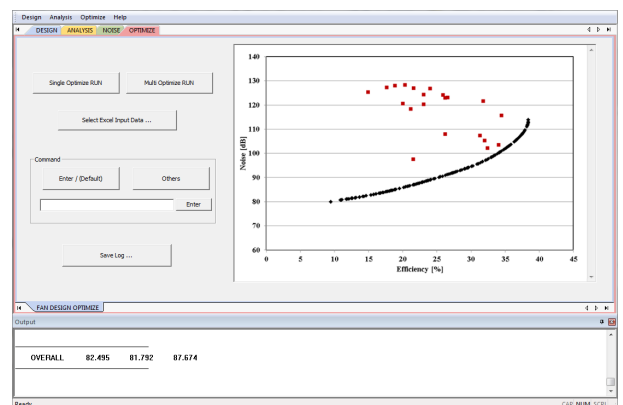 Design Analysis Optimize Help
DESIGN ANALYSIS NOISE OPTIMIZE
Single Optimize RUN Multi Optimize RUN
Select Excel Input Data ...
Command
Enter / (Default) Others
Enter
Save Log ...
140
130
120
110
100
90
80
70
60
Noise [dB]
0 5 10 15 20 25 30 35 40 45
Efficiency [%]
FAN DESIGN OPTIMIZE
Output
OVERALL 82.495 81.792 87.674
Ready CAP NUM SCRL